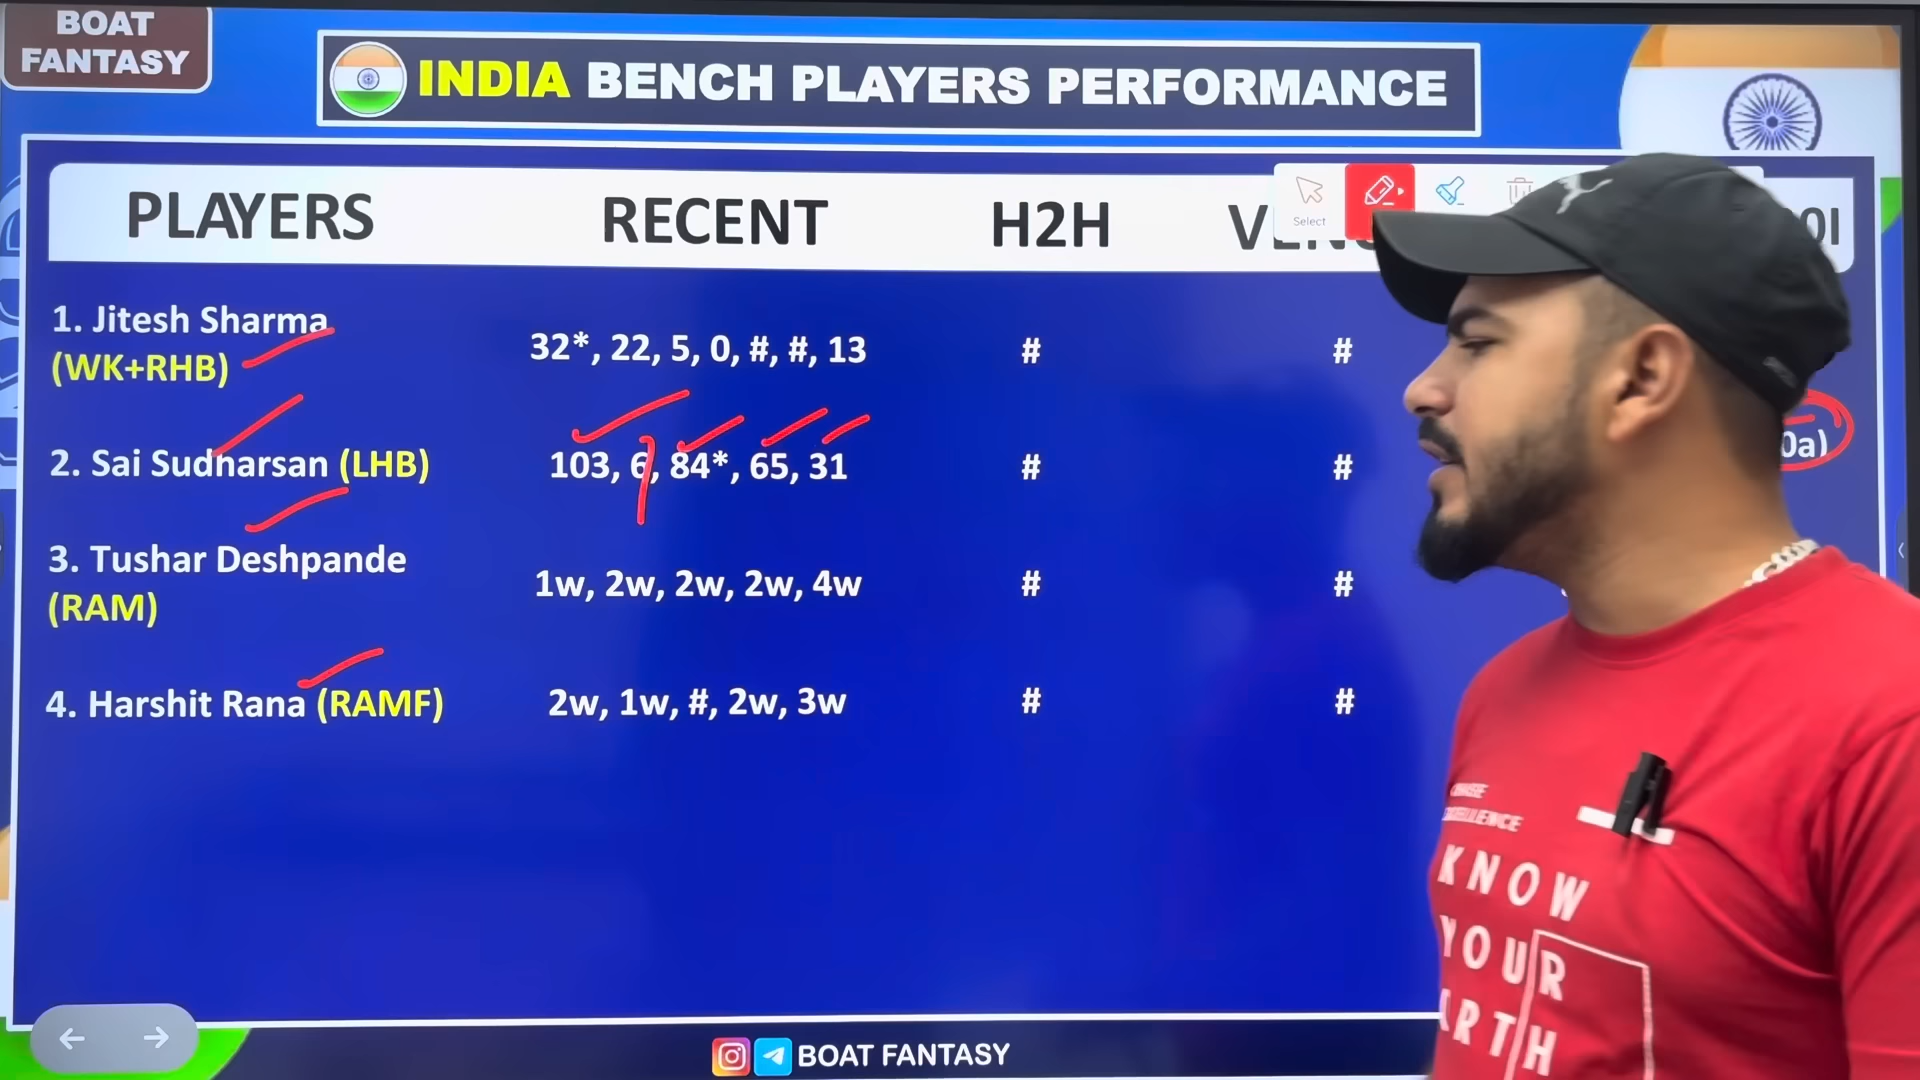 BOAT
FANTASY
INDIA BENCH PLAYERS PERFORMANCE
PLAYERS RECENT H2H
Select
1. Jitesh Sharma
(WK+RHB)
32*, 22, 5, 0, #, #, 13 # #
2. Sai Sudharsan (LHB) 103, 6, 84*, 65, 31 # # 0a)
3. Tushar Deshpande
(RAM)
1w, 2w, 2w, 2w, 4w # #
4. Harshit Rana (RAMF) 2w, 1w, #, 2w, 3w # #
BOAT FANTASY
KNOW
YOUR